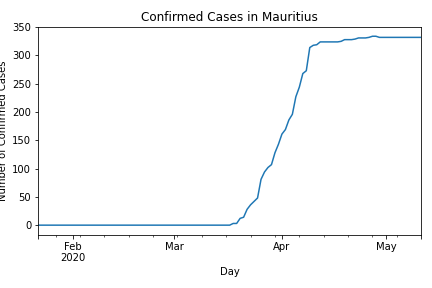 Confirmed Cases in Mauritius
Number of Confirmed Cases
350
300
250
200
150
100
50
0
Feb
2020
Mar
Apr
May
Day